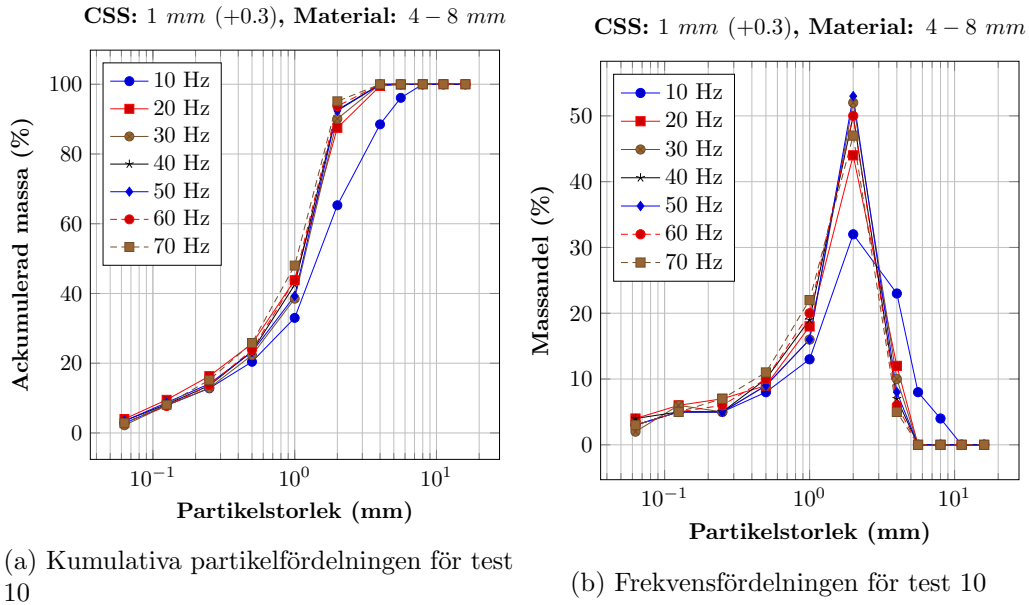 CSS: 1 mm (+0.3), Material: 4 − 8 mm
100
80
60
40
20
0
10 Hz
20 Hz
30 Hz
40 Hz
50 Hz
60 Hz
70 Hz
10⁻¹
10⁰
10¹
Ackumulerad massa (%)
Partikelstorlek (mm)
(a) Kumulativa partikelfördelningen för test
10
CSS: 1 mm (+0.3), Material: 4 − 8 mm
50
40
30
20
10
0
10 Hz
20 Hz
30 Hz
40 Hz
50 Hz
60 Hz
70 Hz
10⁻¹
10⁰
10¹
Massandel (%)
Partikelstorlek (mm)
(b) Frekvensfördelningen för test 10